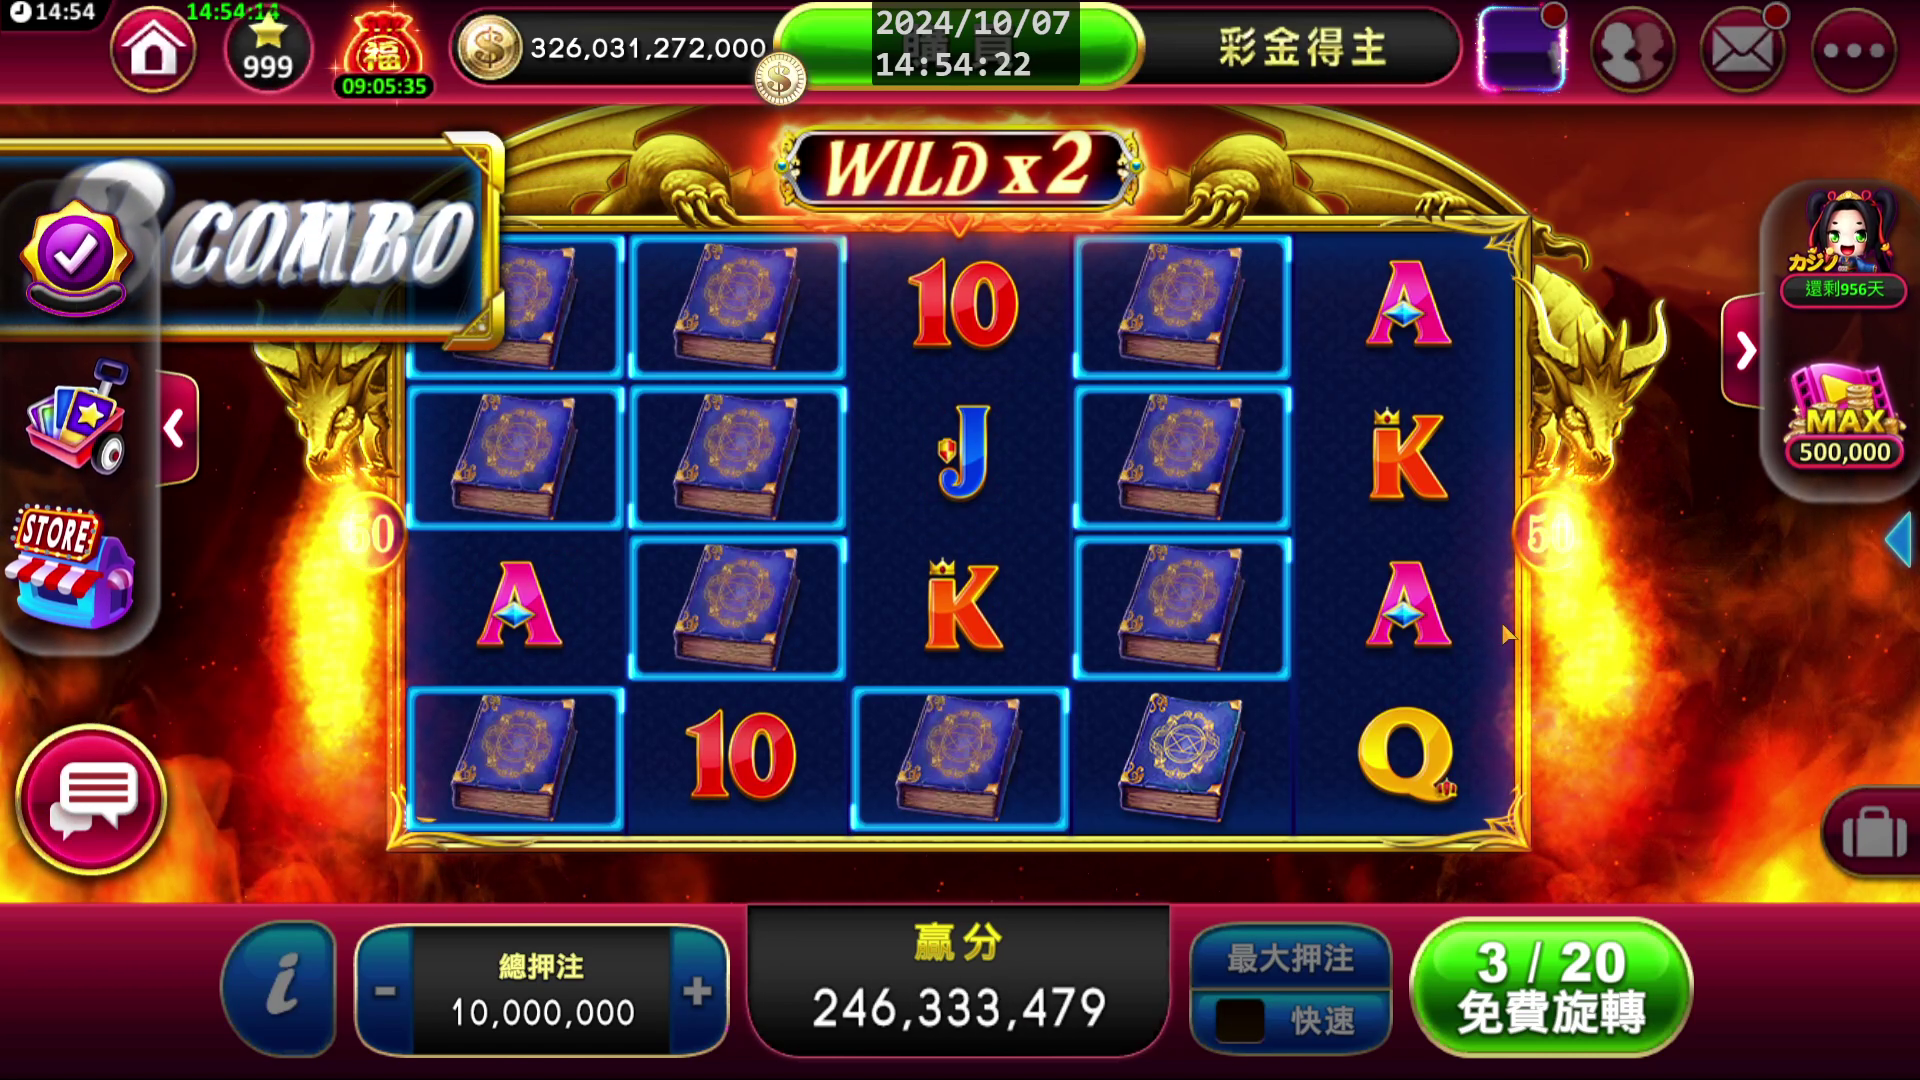 14:54
14:54:14
2024/10/07
14:54:22
999
福
09:05:35
326,031,272,000
彩金得主
WILD x2
COMBO
10
A
カジノ
還剩956天
J
K
MAX
500,000
STORE
50
50
A
K
A
10
Q
總押注
10,000,000
贏分
246,333,479
最大押注
快速
3 / 20
免費旋轉